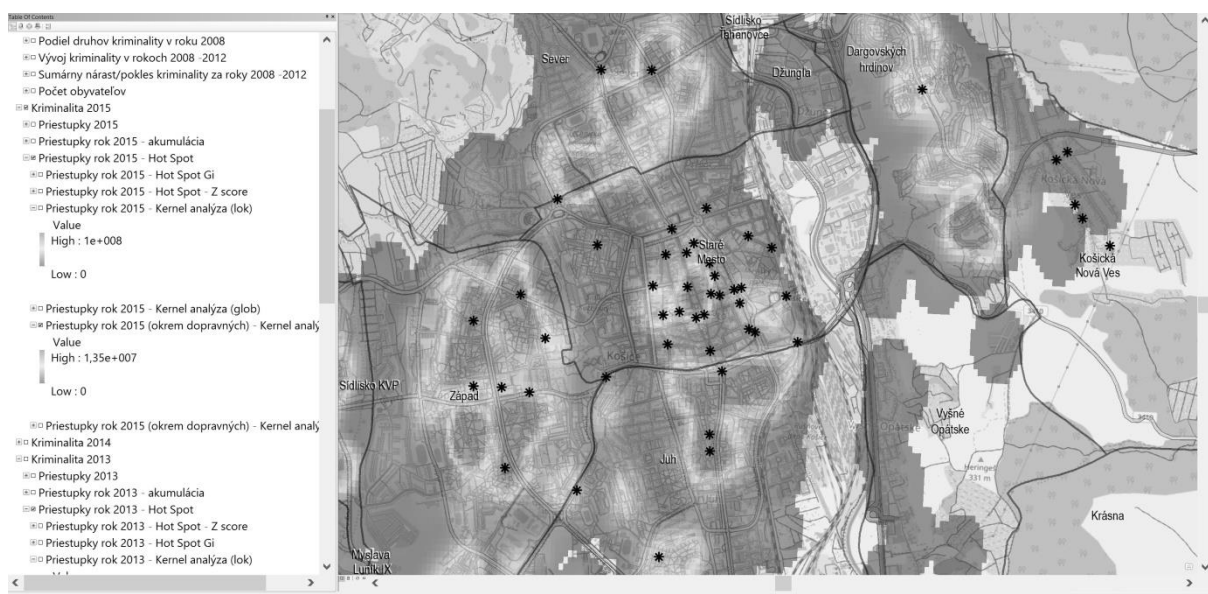 Table Of Contents
Podiel druhov kriminality v roku 2008
Vývoj kriminality v rokoch 2008 -2012
Sumárny nárast/pokles kriminality za roky 2008 -2012
Počet obyvateľov
Kriminalita 2015
Priestupky 2015
Priestupky rok 2015 - akumulácia
Priestupky rok 2015 - Hot Spot
Priestupky rok 2015 - Hot Spot Gi
Priestupky rok 2015 - Hot Spot - Z score
Priestupky rok 2015 - Kernel analýza (lok)
Value
High : 1e+008
Low : 0
Priestupky rok 2015 - Kernel analýza (glob)
Priestupky rok 2015 (okrem dopravných) - Kernel analý
Value
High : 1,35e+007
Low : 0
Priestupky rok 2015 (okrem dopravných) - Kernel analý
Kriminalita 2014
Kriminalita 2013
Priestupky 2013
Priestupky rok 2013 - akumulácia
Priestupky rok 2013 - Hot Spot
Priestupky rok 2013 - Hot Spot - Z score
Priestupky rok 2013 - Hot Spot Gi
Priestupky rok 2013 - Kernel analýza (lok)
Sídlisko
Ťahanovce
Sever
Džungľa
Dargovských
hrdinov
Košická Nová
Staré
Mesto
Košická
Nová Ves
Košice
Sídlisko KVP
Západ
Vyšné
Opátske
Opátske
Juh
Heringeš
331 m
Krásna
Myslava
Luník IX